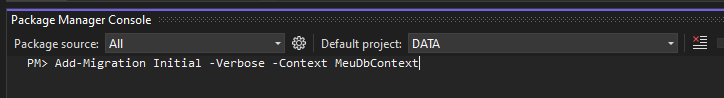 Package Manager Console
Package source: All Default project: DATA
PM> Add-Migration Initial -Verbose -Context MeuDbContext